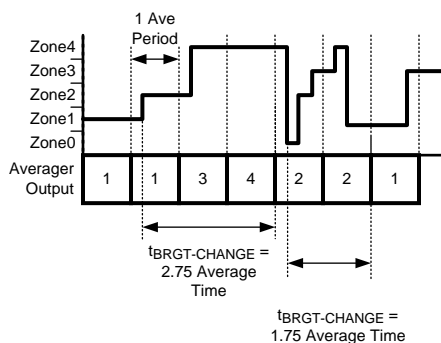 1 Ave
Period
Zone4
Zone3
Zone2
Zone1
Zone0
Averager
Output
1 1 3 4 2 2 1
tBRGT-CHANGE =
2.75 Average
Time
tBRGT-CHANGE =
1.75 Average Time